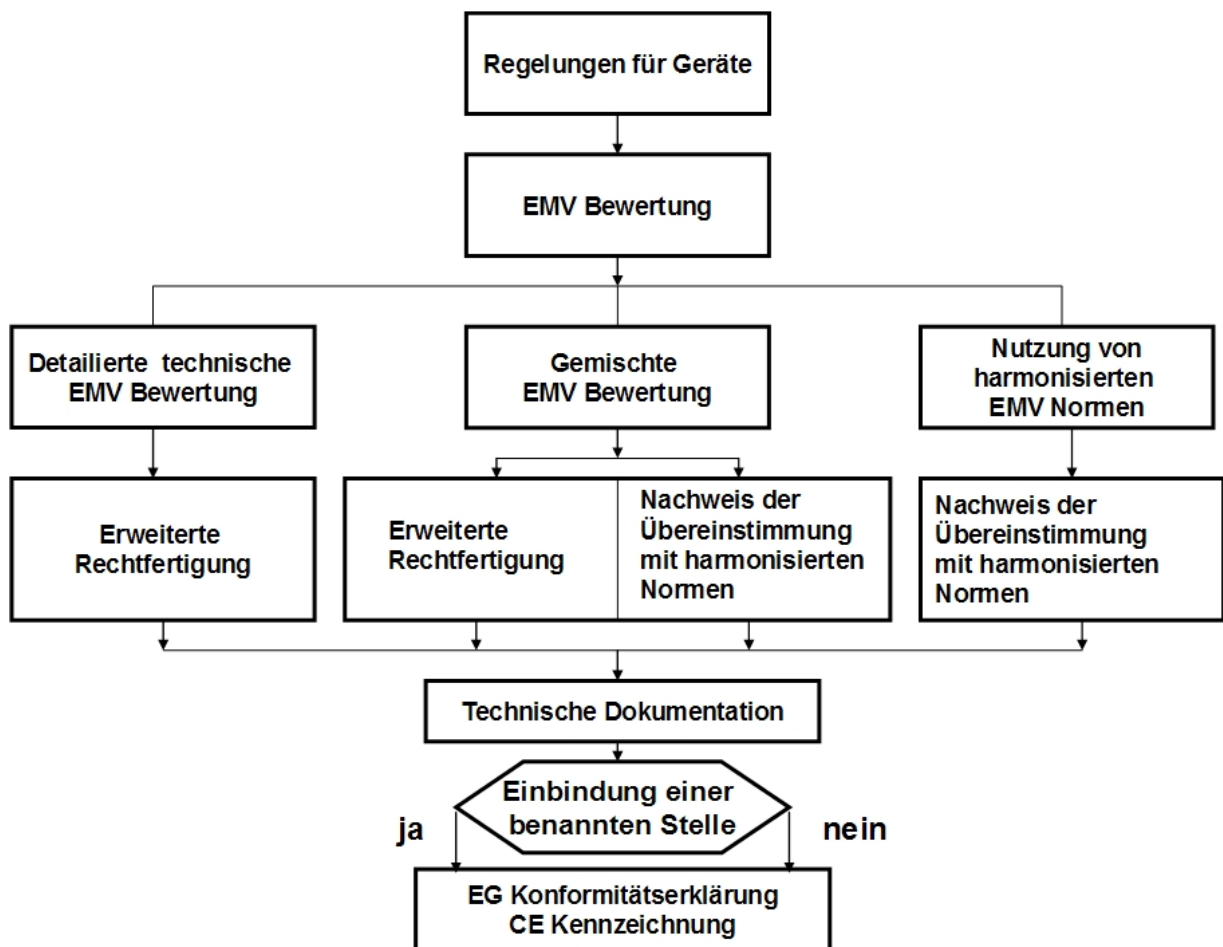 Regelungen für Geräte
EMV Bewertung
Detailierte technische
EMV Bewertung
Gemischte
EMV Bewertung
Nutzung von
harmonisierten
EMV Normen
Erweiterte
Rechtfertigung
Erweiterte
Rechtfertigung
Nachweis der
Übereinstimmung
mit harmonisierten
Normen
Nachweis der
Übereinstimmung
mit harmonisierten
Normen
Technische Dokumentation
Einbindung einer
benannten Stelle
ja
nein
EG Konformitätserklärung
CE Kennzeichnung